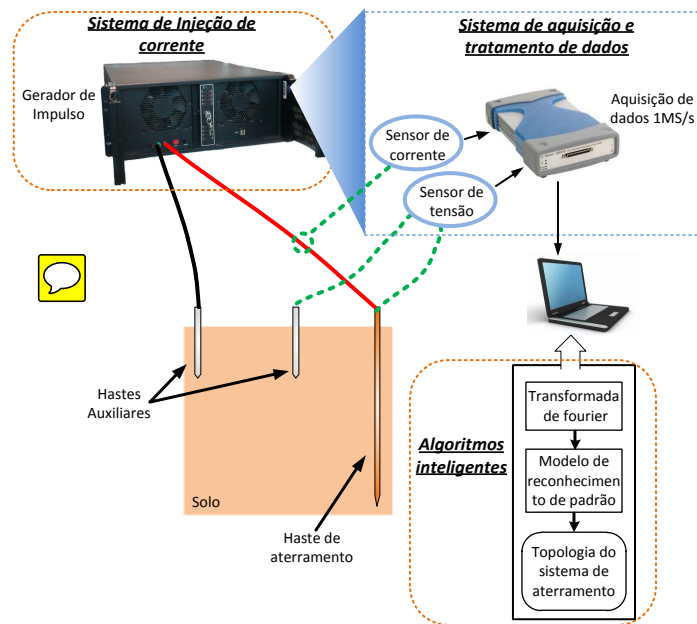 Sistema de Injeção de
corrente
Gerador de
Impulso
Sistema de aquisição e
tratamento de dados
Aquisição de
dados 1MS/s
Sensor de
corrente
Sensor de
tensão
Hastes
Auxiliares
Solo
Haste de
aterramento
Algoritmos
inteligentes
Transformada
de fourier
Modelo de
reconhecimen
to de padrão
Topologia do
sistema de
aterramento